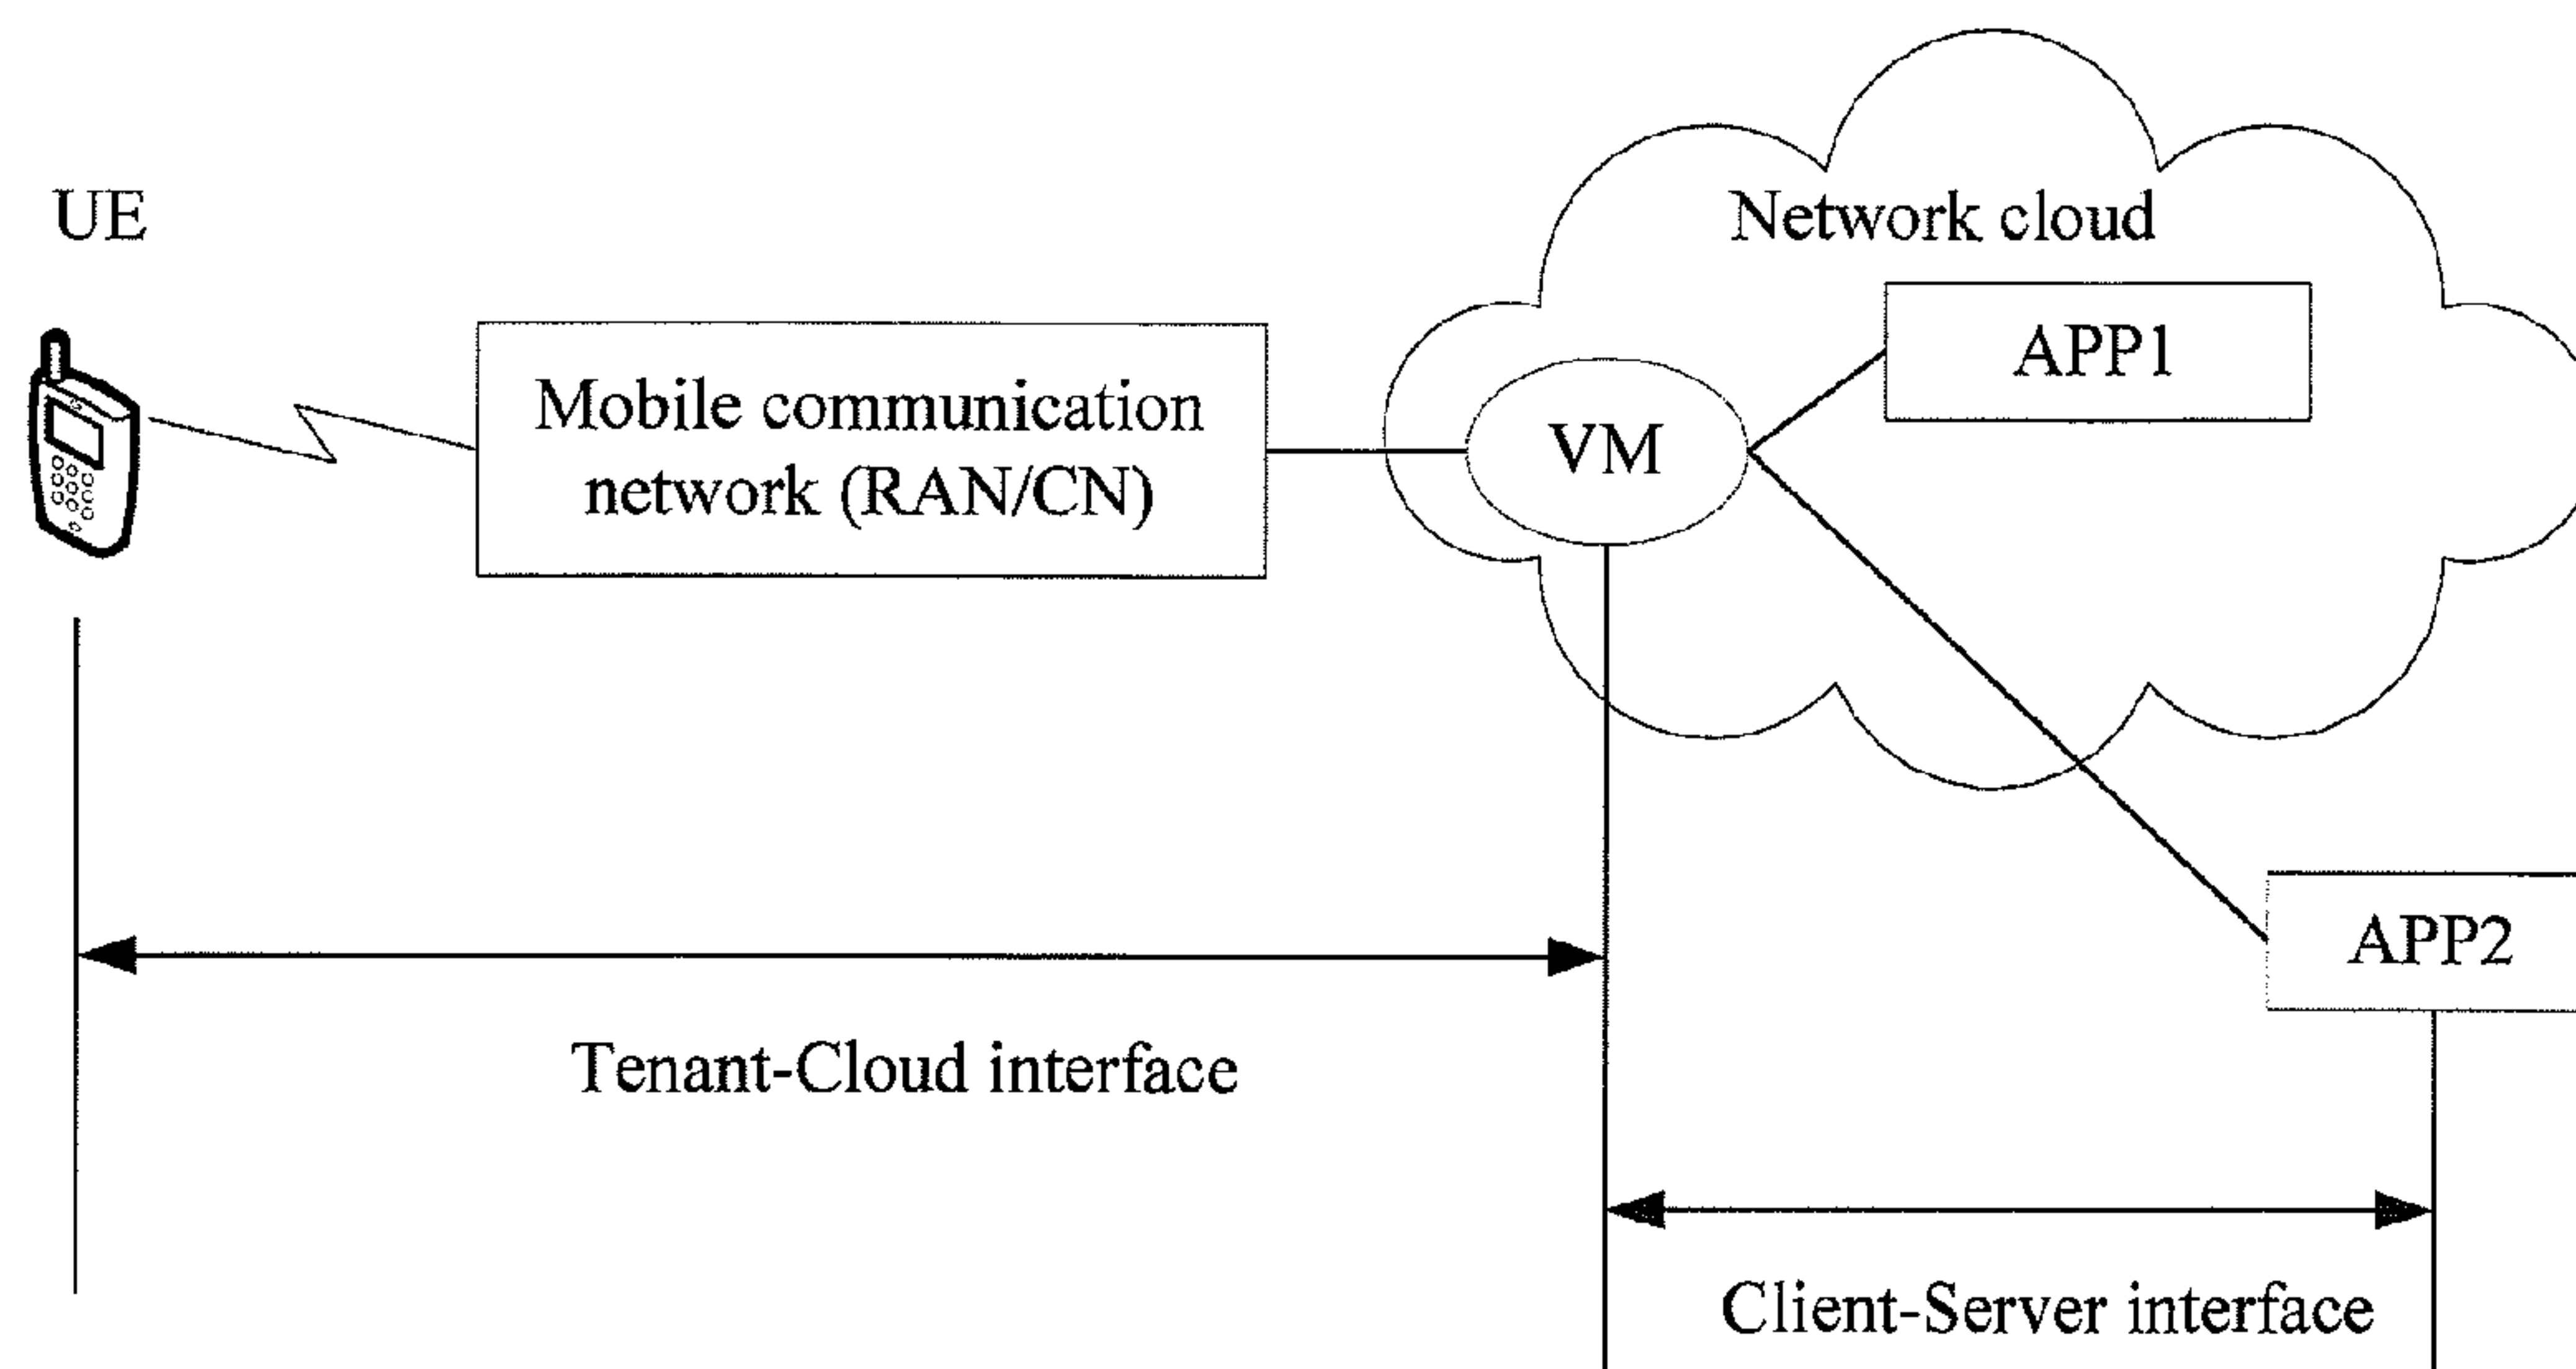 UE
Network cloud
APP1
Mobile communication
network (RAN/CN)
VM
APP2
Tenant-Cloud interface
Client-Server interface